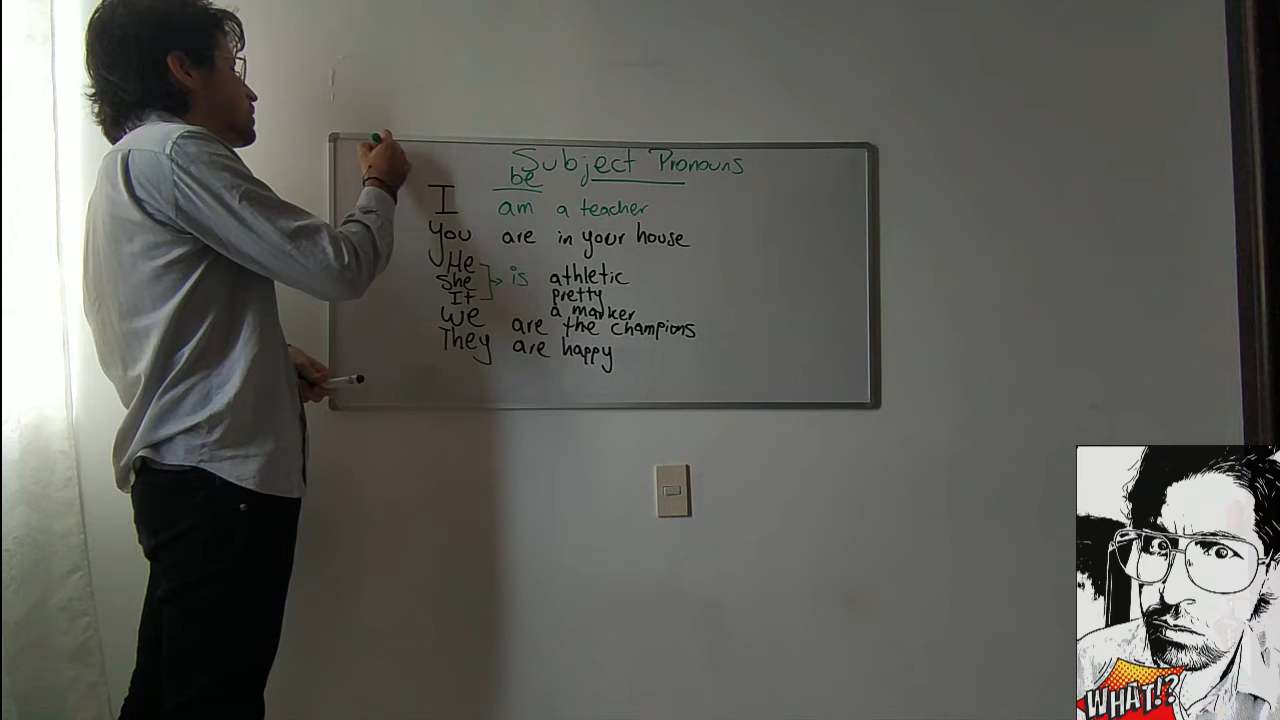 Subject Pronouns
be
I am a teacher
You are in your house
He
She is athletic
It pretty
a marker
We are the champions
They are happy
WHAT!?